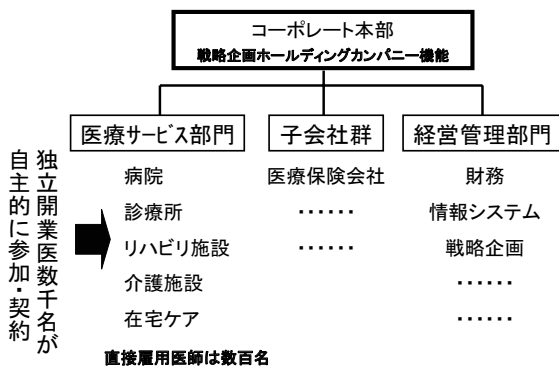 コーポレート本部
戦略企画ホールディングカンパニー機能
医療サービス部門
子会社群
経営管理部門
病院
医療保険会社
財務
診療所
・・・・・・
情報システム
リハビリ施設
・・・・・・
戦略企画
介護施設
・・・・・・
在宅ケア
・・・・・・
直接雇用医師は数百名
独立開業医数千名が
自主的に参加・契約